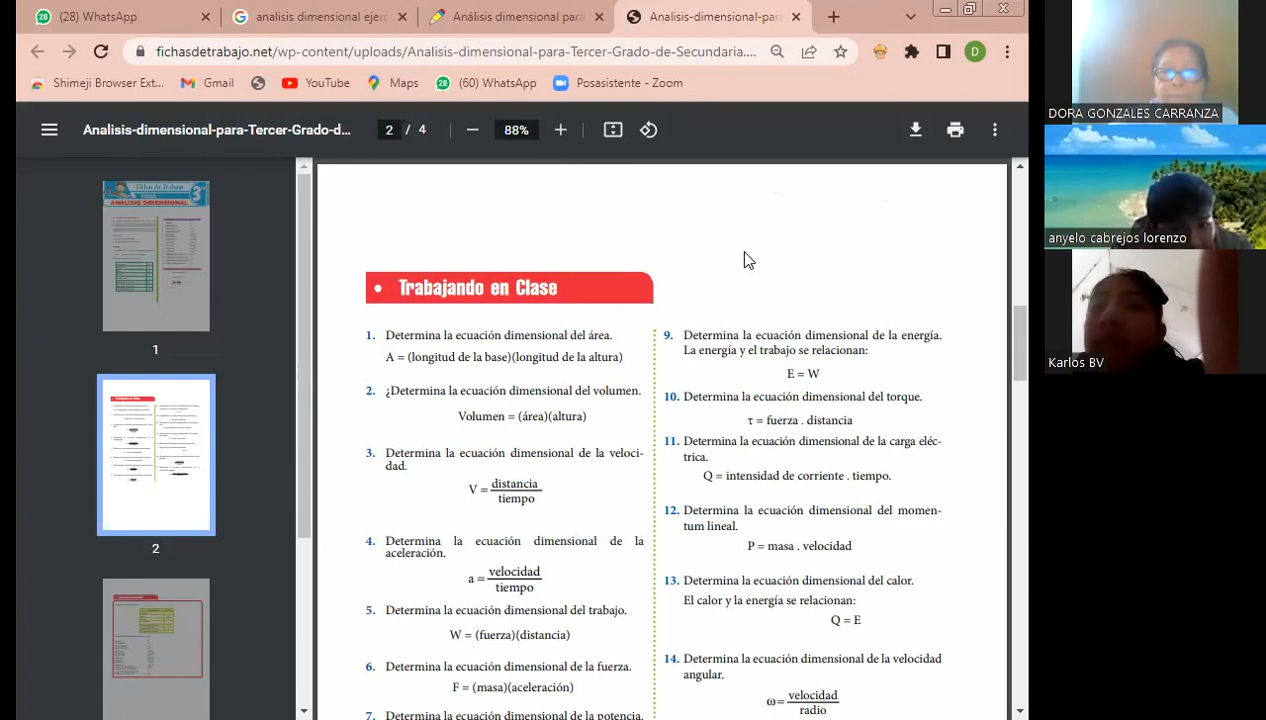 (28) WhatsApp
analisis dimensional ejerc
Análisis dimensional para
Analisis-dimensional-par
fichasdetrabajo.net/wp-content/uploads/Analisis-dimensional-para-Tercer-Grado-de-Secundaria....
D
Shimeji Browser Ext...
Gmail
YouTube
Maps
(60) WhatsApp
Posasistente - Zoom
Analisis-dimensional-para-Tercer-Grado-d...
2 / 4
88%
ANÁLISIS DIMENSIONAL
1
2
• Trabajando en Clase
1. Determina la ecuación dimensional del área.
A = (longitud de la base)(longitud de la altura)
2. ¿Determina la ecuación dimensional del volumen.
Volumen = (área)(altura)
3. Determina la ecuación dimensional de la veloci-
dad.
V = distancia
tiempo
4. Determina la ecuación dimensional de la
aceleración.
a = velocidad
tiempo
5. Determina la ecuación dimensional del trabajo.
W = (fuerza)(distancia)
6. Determina la ecuación dimensional de la fuerza.
F = (masa)(aceleración)
7. Determina la ecuación dimensional de la potencia.
9. Determina la ecuación dimensional de la energía.
La energía y el trabajo se relacionan:
E = W
10. Determina la ecuación dimensional del torque.
τ = fuerza . distancia
11. Determina la ecuación dimensional de la carga eléc-
trica.
Q = intensidad de corriente . tiempo.
12. Determina la ecuación dimensional del momen-
tum lineal.
P = masa . velocidad
13. Determina la ecuación dimensional del calor.
El calor y la energía se relacionan:
Q = E
14. Determina la ecuación dimensional de la velocidad
angular.
ω = velocidad
radio
DORA GONZALES CARRANZA
anyelo cabrejos lorenzo
Karlos BV